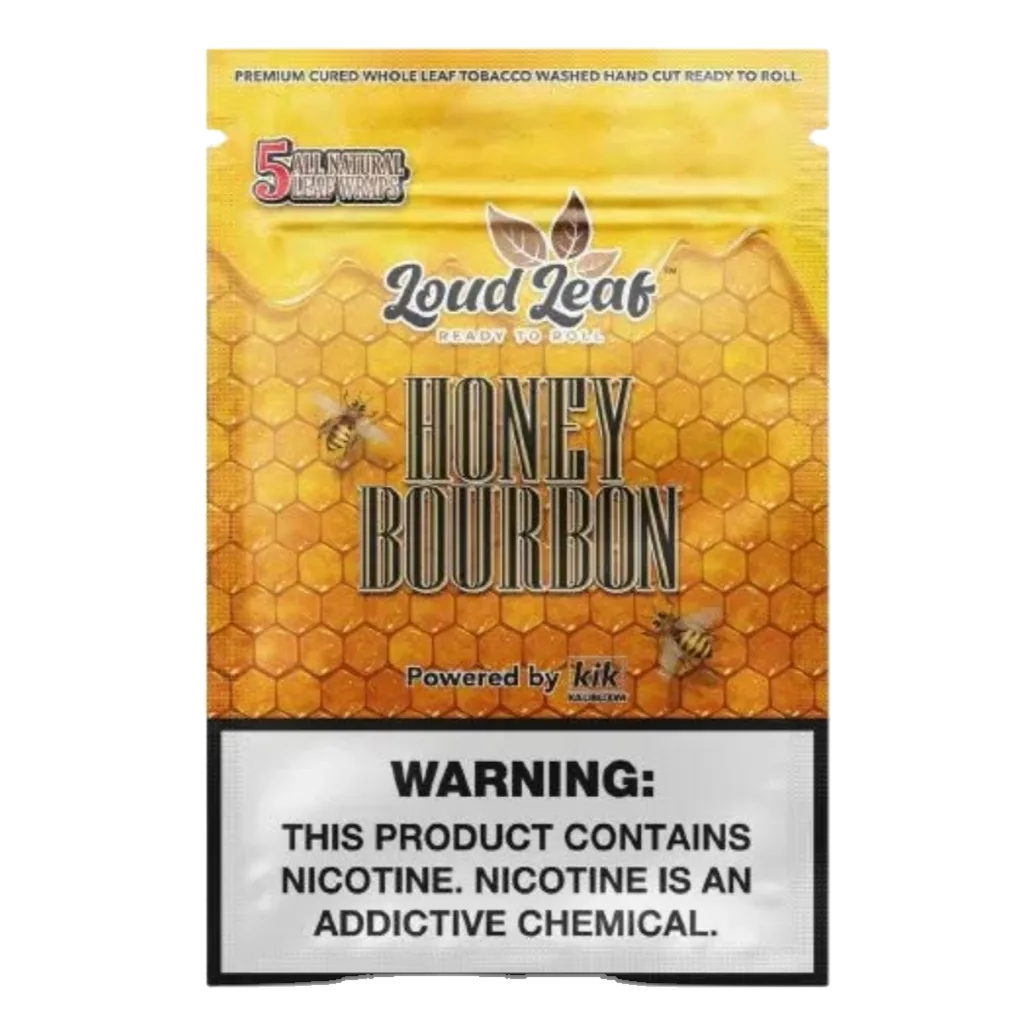 PREMIUM CURED WHOLE LEAF TOBACCO WASHED HAND CUT READY TO ROLL.
5 ALL NATURAL
LEAF WRAPS
Loud Leaf™
READY TO ROLL
HONEY
BOURBON
Powered by kik
WARNING:
THIS PRODUCT CONTAINS
NICOTINE. NICOTINE IS AN
ADDICTIVE CHEMICAL.